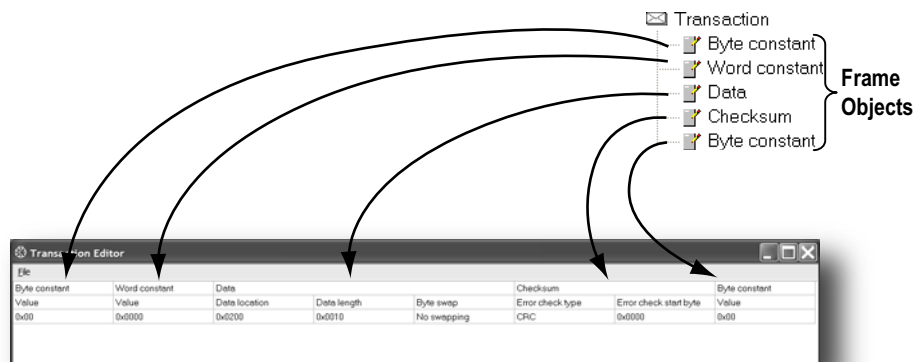 Transaction
Byte constant
Word constant
Data
Checksum
Byte constant
Frame
Objects
Transaction Editor
File
Byte constant Word constant Data Checksum Byte constant
Value Value Data location Data length Byte swap Error check type Error check start byte Value
0x00 0x0000 0x0200 0x0010 No swapping CRC 0x0000 0x00